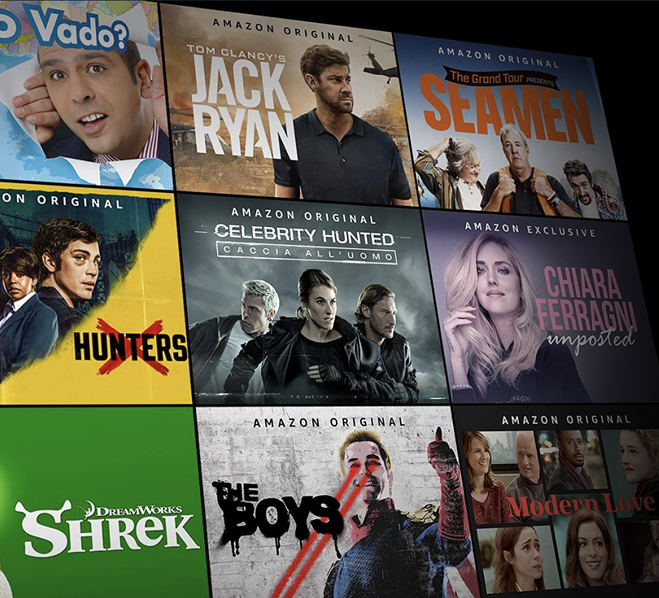 O Vado?
AMAZON ORIGINAL
TOM CLANCY'S
JACK
RYAN
AMAZON ORIGINAL
The Grand Tour PRESENTS
SEAMEN
ON ORIGINAL
HUNTERS
AMAZON ORIGINAL
CELEBRITY HUNTED
CACCIA ALL'UOMO
AMAZON EXCLUSIVE
CHIARA
FERRAGNI
unposted
DREAMWORKS
SHREK
AMAZON ORIGINAL
THE
BOYS
AMAZON ORIGINAL
Modern Love